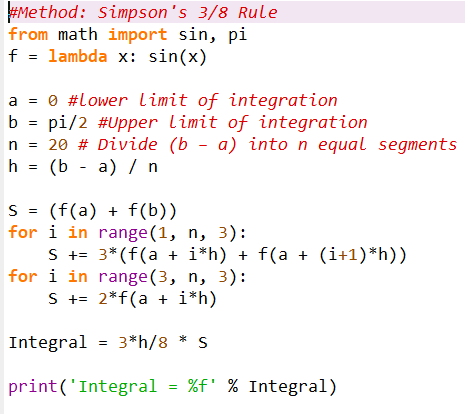 #Method: Simpson's 3/8 Rule
from math import sin, pi
f = lambda x: sin(x)

a = 0 #lower limit of integration
b = pi/2 #Upper limit of integration
n = 20 # Divide (b - a) into n equal segments
h = (b - a) / n

S = (f(a) + f(b))
for i in range(1, n, 3):
    S += 3*(f(a + i*h) + f(a + (i+1)*h))
for i in range(3, n, 3):
    S += 2*f(a + i*h)

Integral = 3*h/8 * S

print('Integral = %f' % Integral)